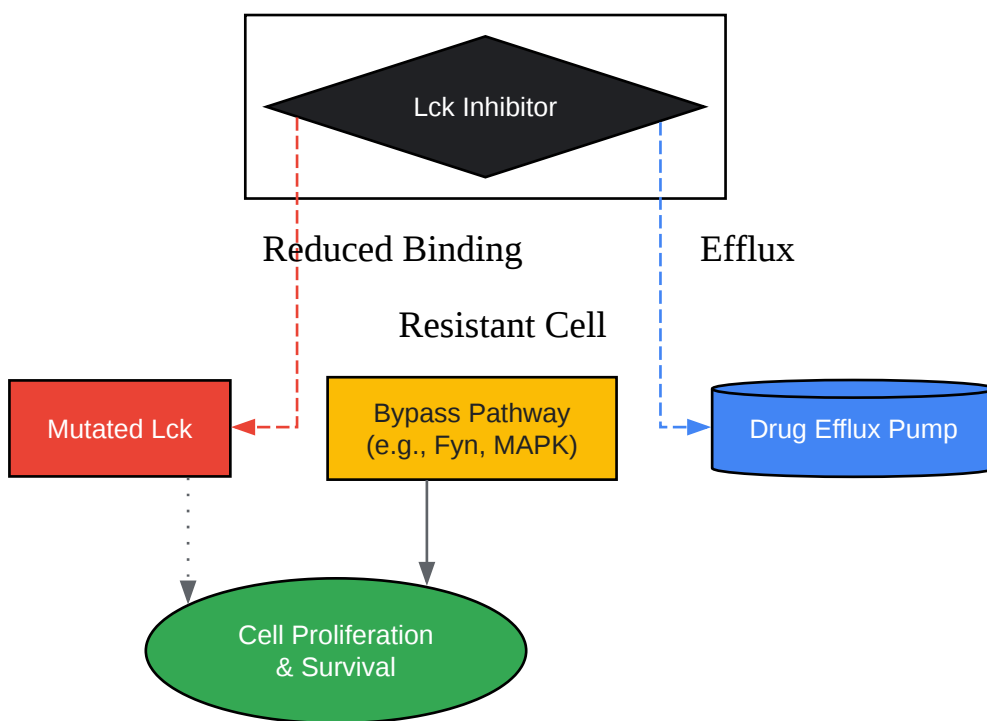 Lck Inhibitor
Reduced Binding
Efflux
Resistant Cell
Mutated Lck
Bypass Pathway
(e.g., Fyn, MAPK)
Drug Efflux Pump
Cell Proliferation
& Survival